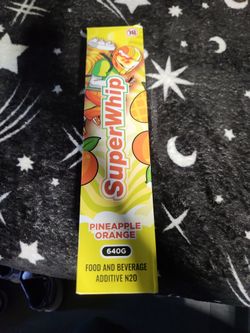 SuperWhip
PINEAPPLE
ORANGE
640G
FOOD AND BEVERAGE
ADDITIVE N2O